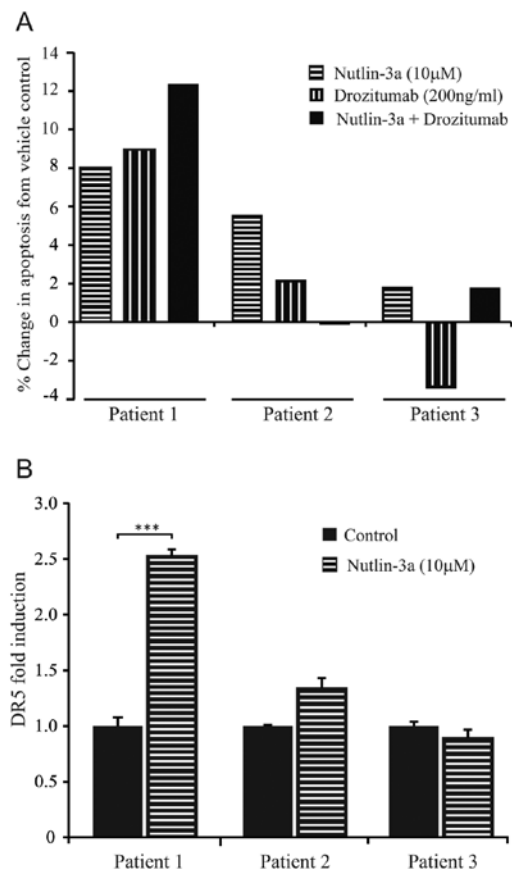 A
% Change in apoptosis fom vehicle control
14
12
10
8
6
4
2
0
-2
-4
Nutlin-3a (10µM)
Drozitumab (200ng/ml)
Nutlin-3a + Drozitumab
Patient 1
Patient 2
Patient 3
B
DR5 fold induction
3.0
2.5
2.0
1.5
1.0
0.5
0
***
Control
Nutlin-3a (10µM)
Patient 1
Patient 2
Patient 3